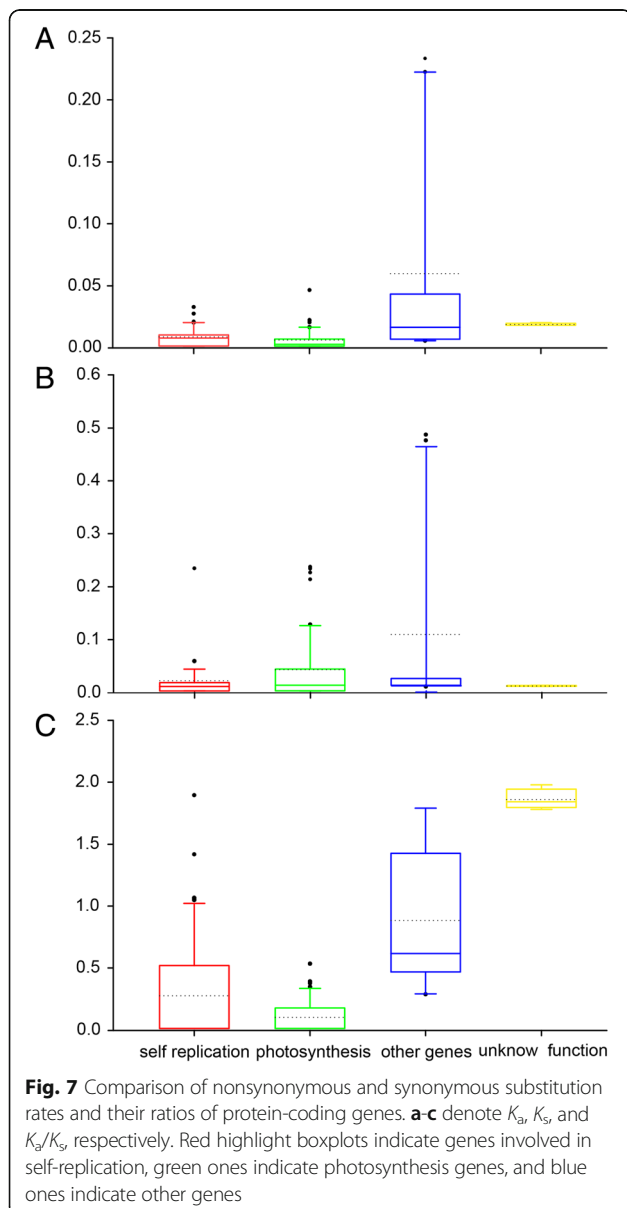 A
0.25
0.20
0.15
0.10
0.05
0.00
B
0.6
0.5
0.4
0.3
0.2
0.1
0.0
C
2.5
2.0
1.5
1.0
0.5
0.0
self replication photosynthesis other genes unknow function
Fig. 7 Comparison of nonsynonymous and synonymous substitution
rates and their ratios of protein-coding genes. a-c denote Ka, Ks, and
Ka/Ks, respectively. Red highlight boxplots indicate genes involved in
self-replication, green ones indicate photosynthesis genes, and blue
ones indicate other genes